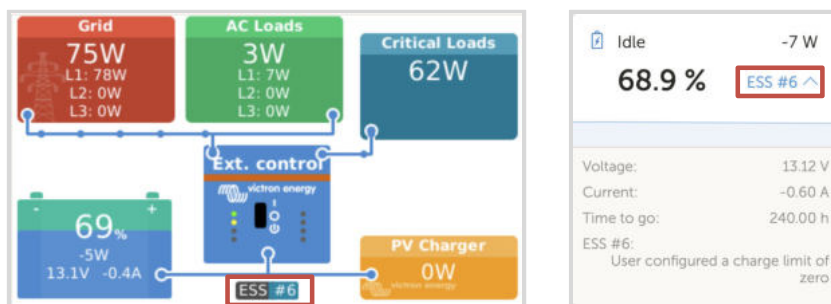 Grid
75W
L1: 78W
L2: 0W
L3: 0W
AC Loads
3W
L1: 7W
L2: 0W
L3: 0W
Critical Loads
62W
Ext. control
victron energy
I
- +
69%
-5W
13.1V -0.4A
ESS #6
PV Charger
0W
victron energy
Idle -7 W
68.9 % ESS #6
Voltage: 13.12 V
Current: -0.60 A
Time to go: 240.00 h
ESS #6:
User configured a charge limit of
zero